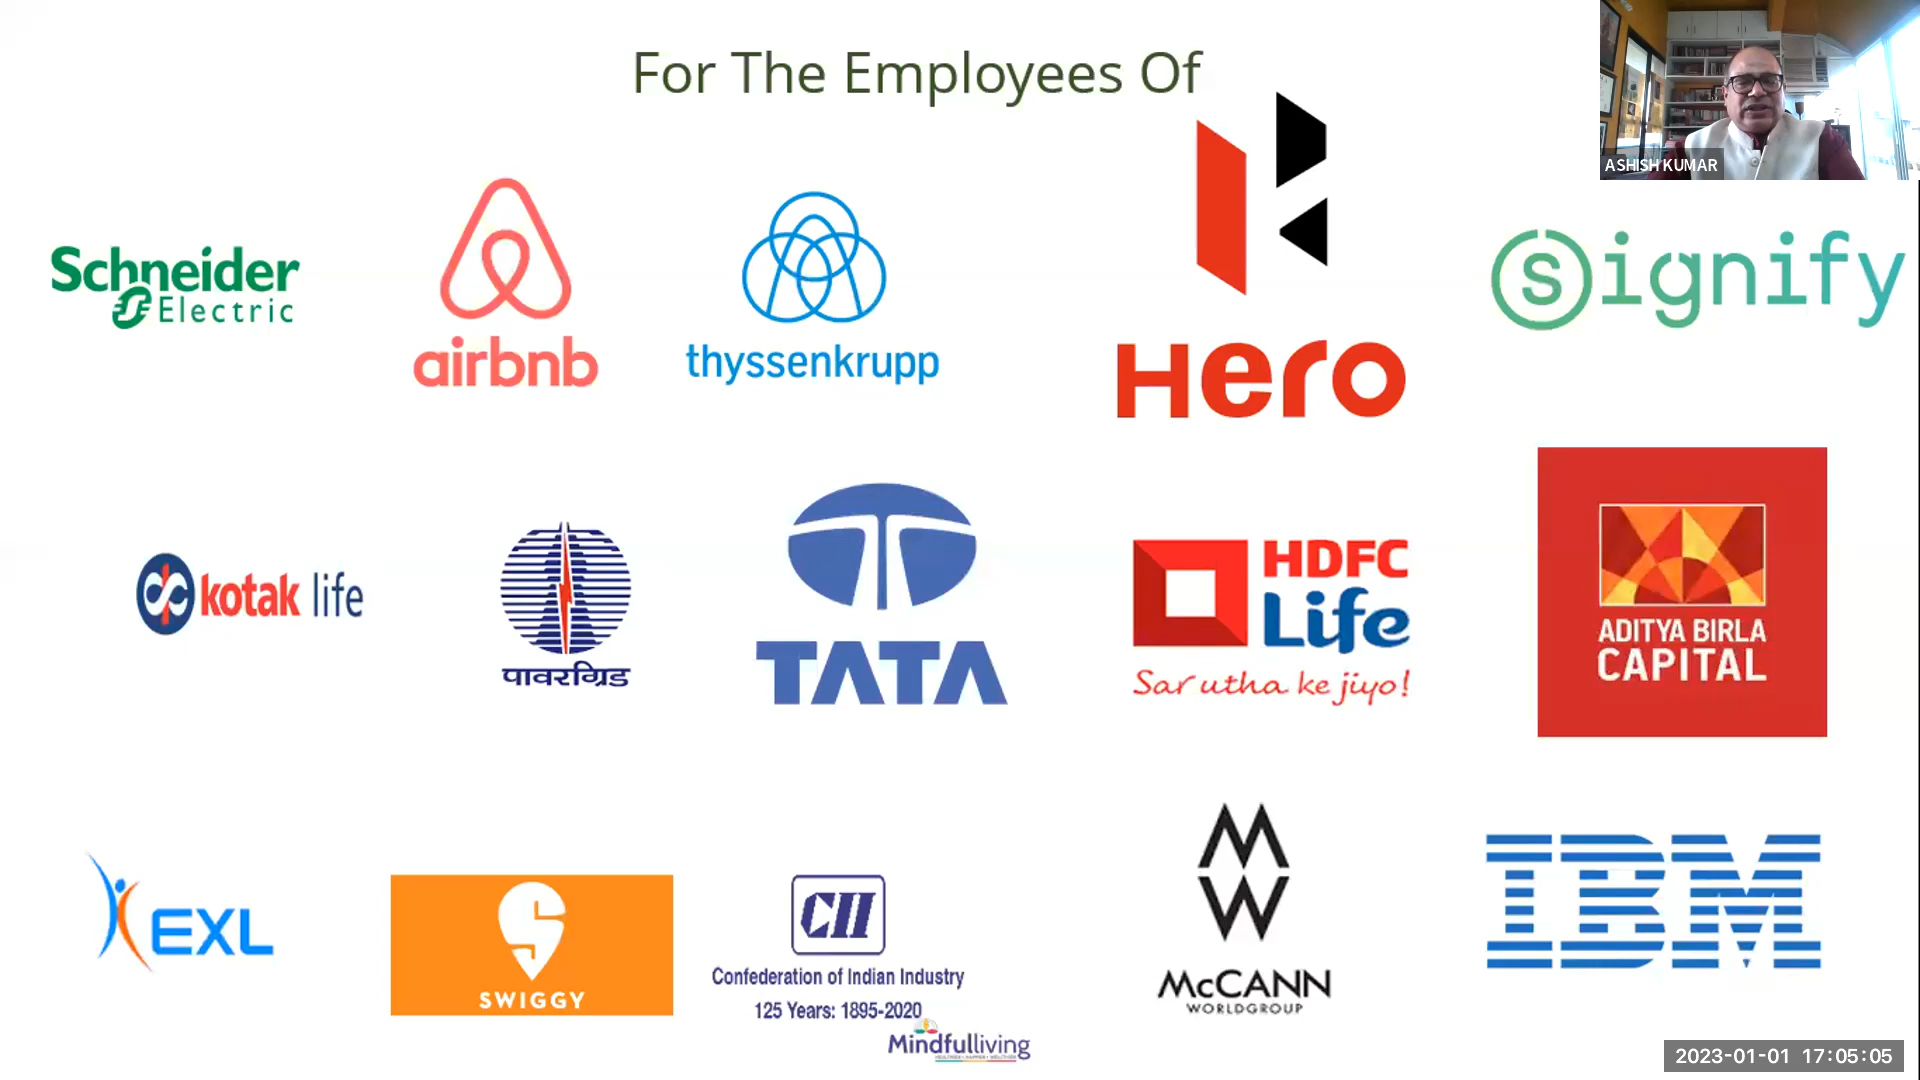 For The Employees Of
ASHISH KUMAR
Schneider
Electric
airbnb
thyssenkrupp
Hero
signify
kotak life
पावरग्रिड
TATA
HDFC
Life
Sar utha ke jiyo!
ADITYA BIRLA
CAPITAL
EXL
SWIGGY
CII
Confederation of Indian Industry
125 Years: 1895-2020
McCANN
WORLDGROUP
IBM
Mindfulliving
2023-01-01 17:05:05